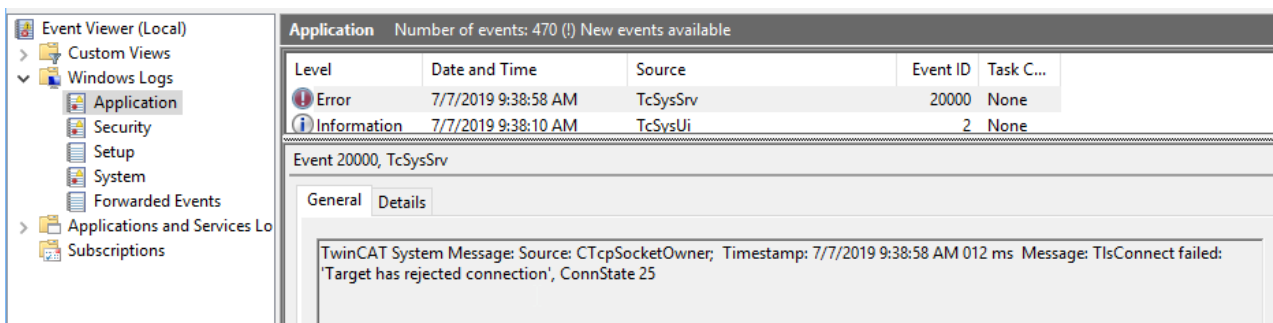 Event Viewer (Local)
Custom Views
Windows Logs
Application
Security
Setup
System
Forwarded Events
Applications and Services Lo
Subscriptions
Application Number of events: 470 (!) New events available
Level Date and Time Source Event ID Task C...
Error 7/7/2019 9:38:58 AM TcSysSrv 20000 None
Information 7/7/2019 9:38:10 AM TcSysUi 2 None
Event 20000, TcSysSrv
General Details
TwinCAT System Message: Source: CTcpSocketOwner; Timestamp: 7/7/2019 9:38:58 AM 012 ms Message: TlsConnect failed:
'Target has rejected connection', ConnState 25